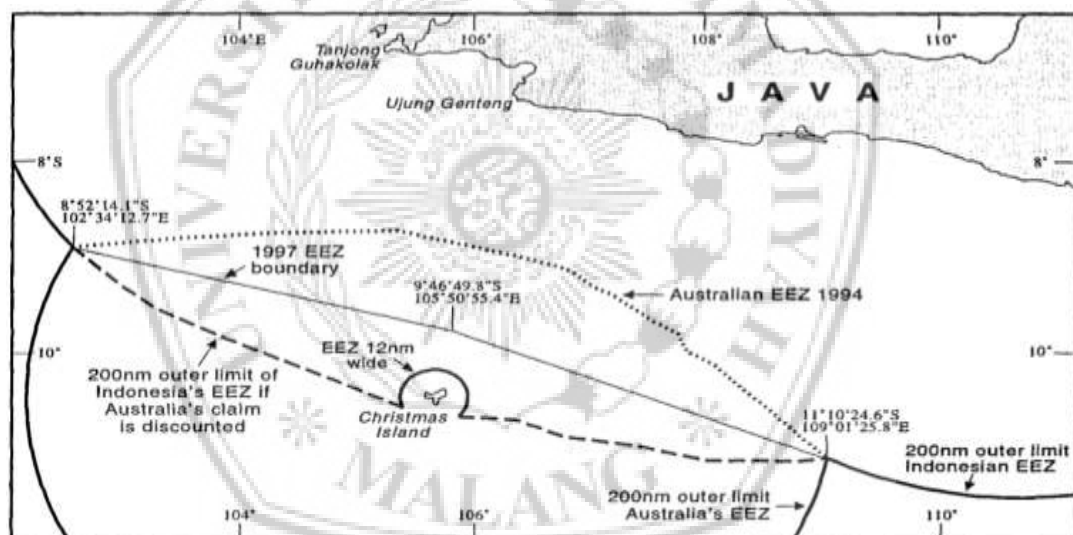 104°E
106°
108°
110°
Tanjong
Guhakolak
Ujung Genteng
J A V A
8°S
8°
8°52'14.1"S
102°34'12.7"E
1997 EEZ
boundary
9°46'49.8"S
105°50'55.4"E
Australian EEZ 1994
10°
10°
EEZ 12nm
wide
200nm outer limit of
Indonesia's EEZ if
Australia's claim
is discounted
Christmas
Island
11°10'24.6"S
109°01'25.8"E
200nm outer limit
Indonesian EEZ
200nm outer limit
Australia's EEZ
104°
106°
110°
MALANG